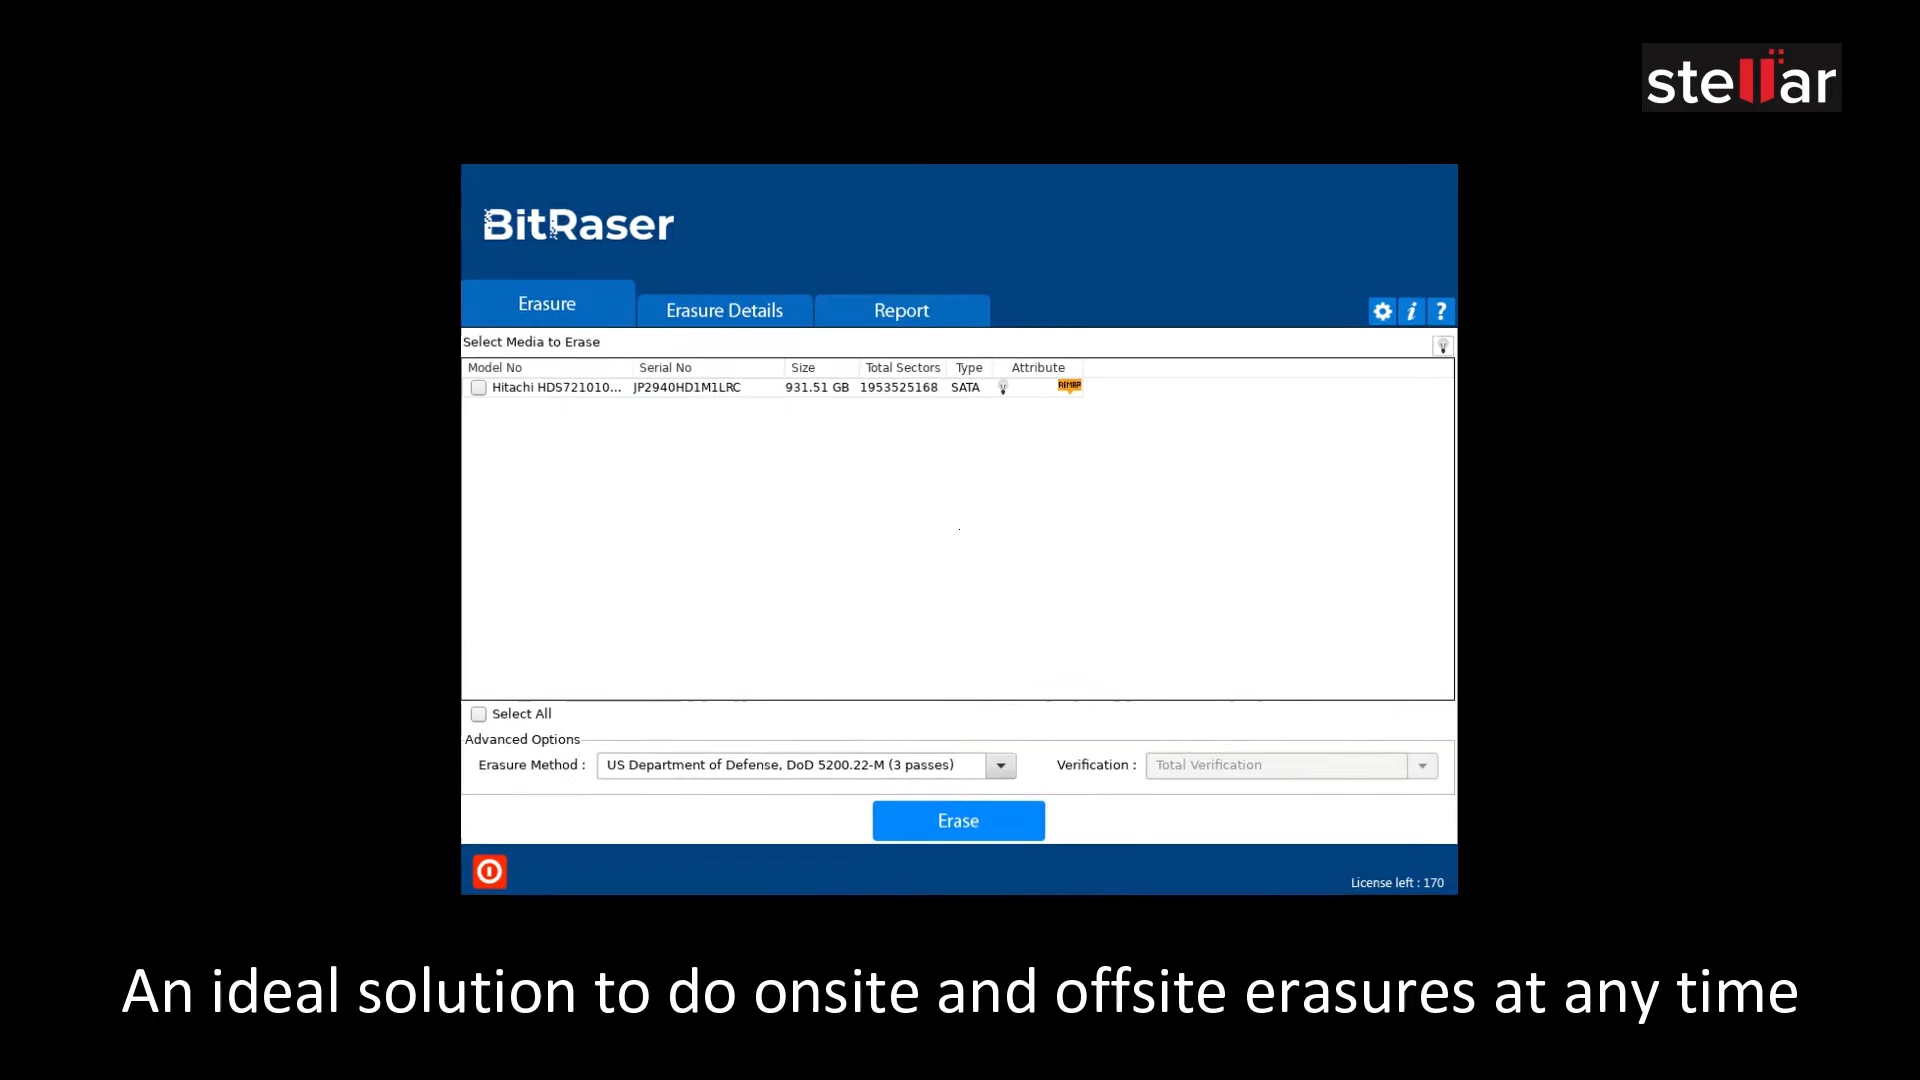 stellar
BitRaser
Erasure
Erasure Details
Report
i
?
Select Media to Erase
Model No Serial No Size Total Sectors Type Attribute
Hitachi HDS721010... JP2940HD1M1LRC 931.51 GB 1953525168 SATA REMAP
Select All
Advanced Options
Erasure Method : US Department of Defense, DoD 5200.22-M (3 passes) Verification : Total Verification
Erase
License left : 170
An ideal solution to do onsite and offsite erasures at any time